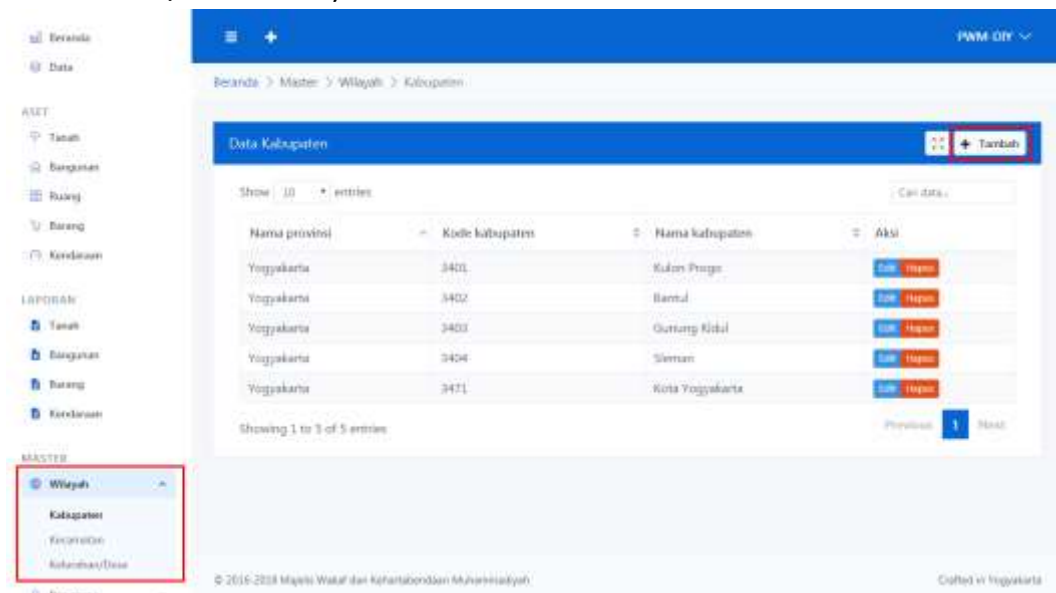 Beranda
Data
ASET
Tanah
Bangunan
Ruang
Barang
Kendaraan
LAPORAN
Tanah
Bangunan
Barang
Kendaraan
MASTER
Wilayah
Kabupaten
Kecamatan
Kelurahan/Desa
PWM-DIY
Beranda > Master > Wilayah > Kabupaten
Data Kabupaten
+ Tambah
Show 10 entries
Cari data..
Nama provinsi Kode kabupaten Nama kabupaten Aksi
Yogyakarta 3401 Kulon Progo Edit Hapus
Yogyakarta 3402 Bantul Edit Hapus
Yogyakarta 3403 Gunung Kidul Edit Hapus
Yogyakarta 3404 Sleman Edit Hapus
Yogyakarta 3471 Kota Yogyakarta Edit Hapus
Showing 1 to 5 of 5 entries
Previous 1 Next
© 2016-2018 Majelis Wakaf dan Kehartabendaan Muhammadiyah
Crafted in Yogyakarta